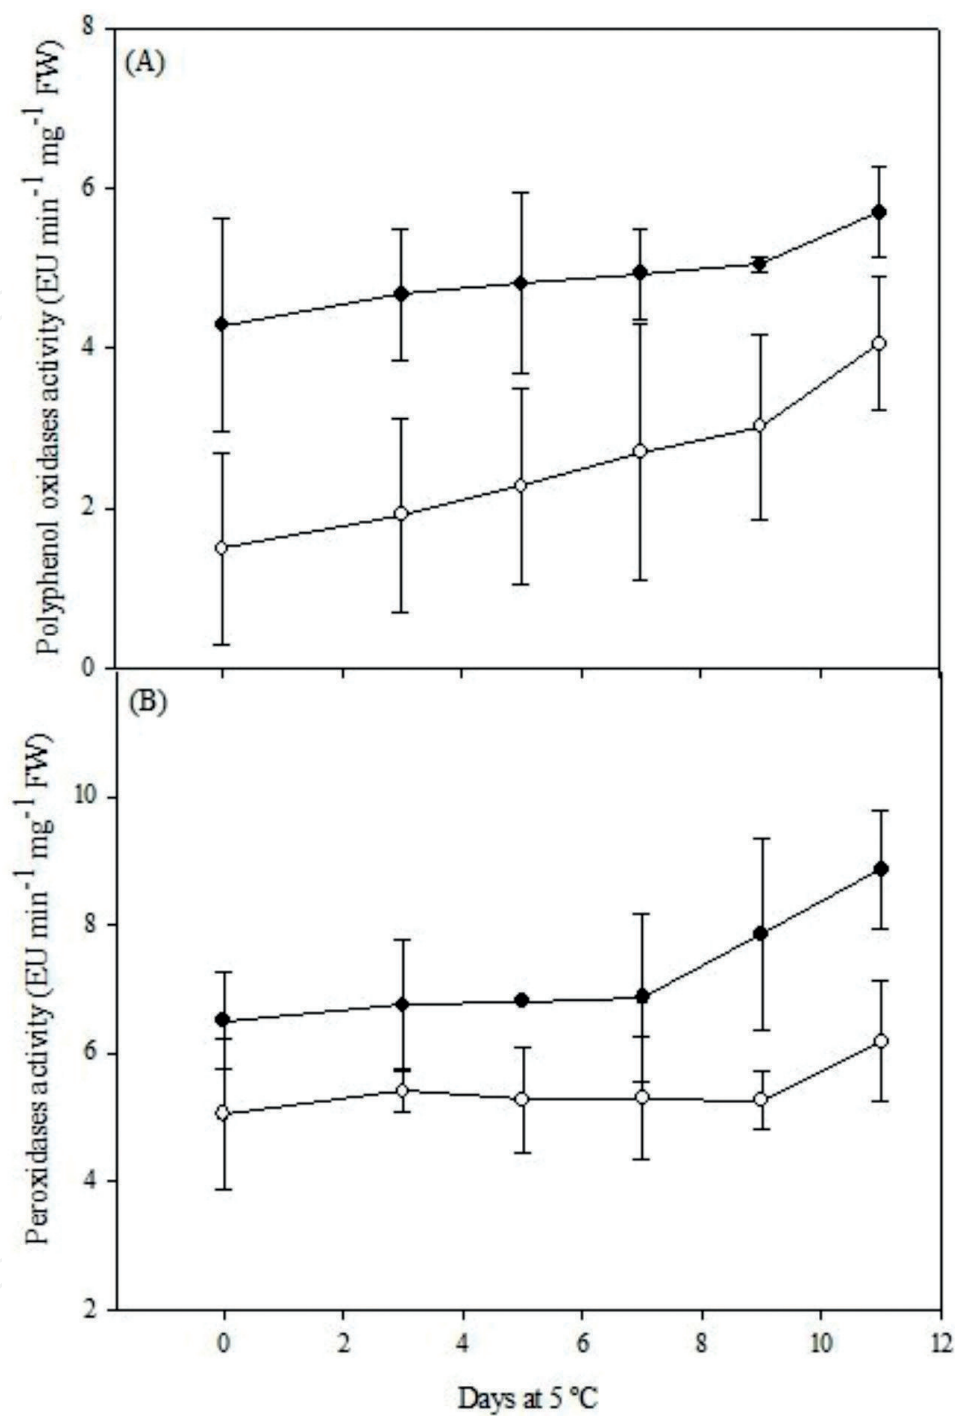 8
(A)
6
4
2
0
Polyphenol oxidases activity (EU min-1 mg-1 FW)
(B)
10
8
6
4
2
Peroxidases activity (EU min-1 mg-1 FW)
0 2 4 6 8 10 12
Days at 5 ºC